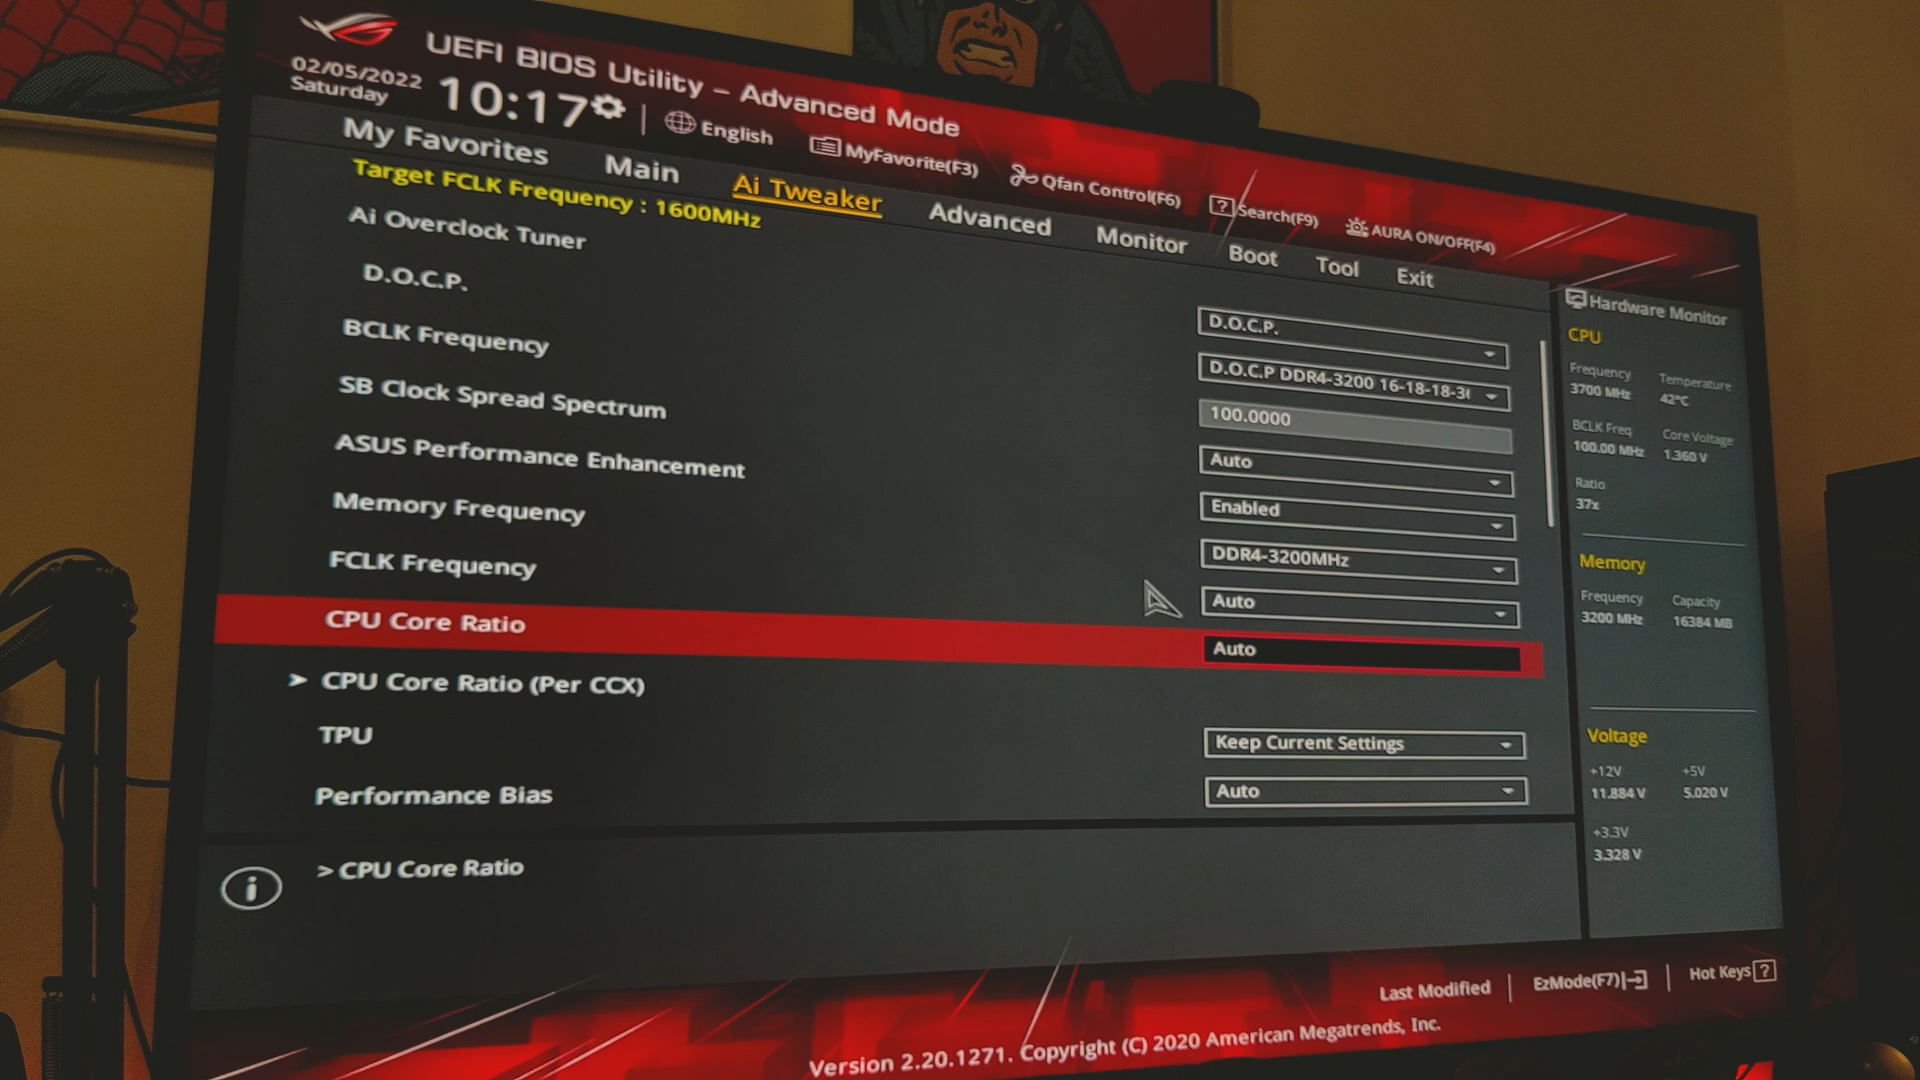 UEFI BIOS Utility – Advanced Mode
02/05/2022
Saturday
10:17
English
MyFavorite(F3)
Qfan Control(F6)
Search(F9)
AURA ON/OFF(F4)
My Favorites
Main
Ai Tweaker
Advanced
Monitor
Boot
Tool
Exit
Target FCLK Frequency : 1600MHz
Ai Overclock Tuner
D.O.C.P.
D.O.C.P.
D.O.C.P DDR4-3200 16-18-18-3
BCLK Frequency
100.0000
SB Clock Spread Spectrum
Auto
ASUS Performance Enhancement
Enabled
Memory Frequency
DDR4-3200MHz
FCLK Frequency
Auto
CPU Core Ratio
Auto
> CPU Core Ratio (Per CCX)
TPU
Keep Current Settings
Performance Bias
Auto
i
> CPU Core Ratio
Hardware Monitor
CPU
Frequency Temperature
3700 MHz 42°C
BCLK Freq Core Voltage
100.00 MHz 1.360 V
Ratio
37x
Memory
Frequency Capacity
3200 MHz 16384 MB
Voltage
+12V +5V
11.884 V 5.020 V
+3.3V
3.328 V
Last Modified
EzMode(F7)
Hot Keys ?
Version 2.20.1271. Copyright (C) 2020 American Megatrends, Inc.